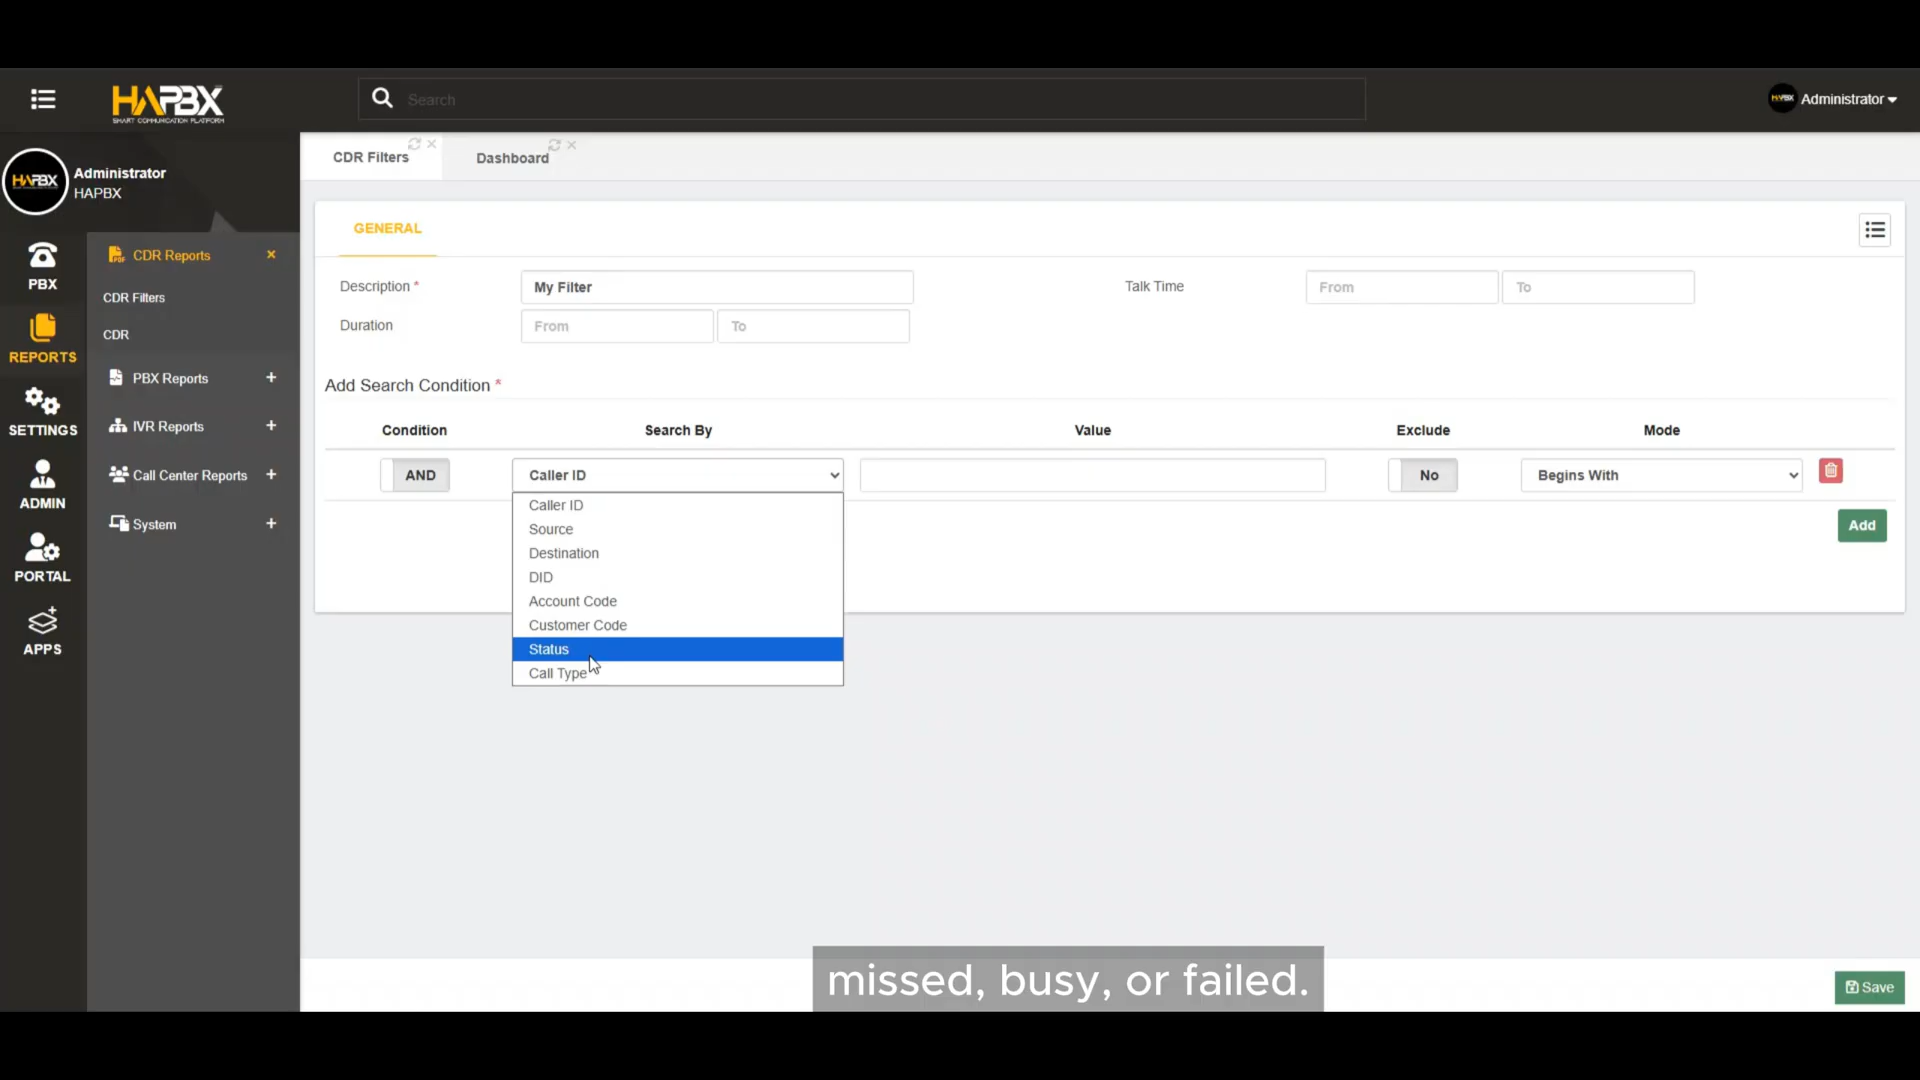 HAPBX
SMART COMMUNICATION PLATFORM
Search
HAPBX
Administrator
HAPBX
Administrator
HAPBX
CDR Filters
Dashboard
PBX
REPORTS
SETTINGS
ADMIN
PORTAL
APPS
CDR Reports
CDR Filters
CDR
PBX Reports
IVR Reports
Call Center Reports
System
GENERAL
Description *
My Filter
Talk Time
From
To
Duration
From
To
Add Search Condition *
Condition
Search By
Value
Exclude
Mode
AND
Caller ID
No
Begins With
Caller ID
Source
Destination
DID
Account Code
Customer Code
Status
Call Type
Add
missed, busy, or failed.
Save